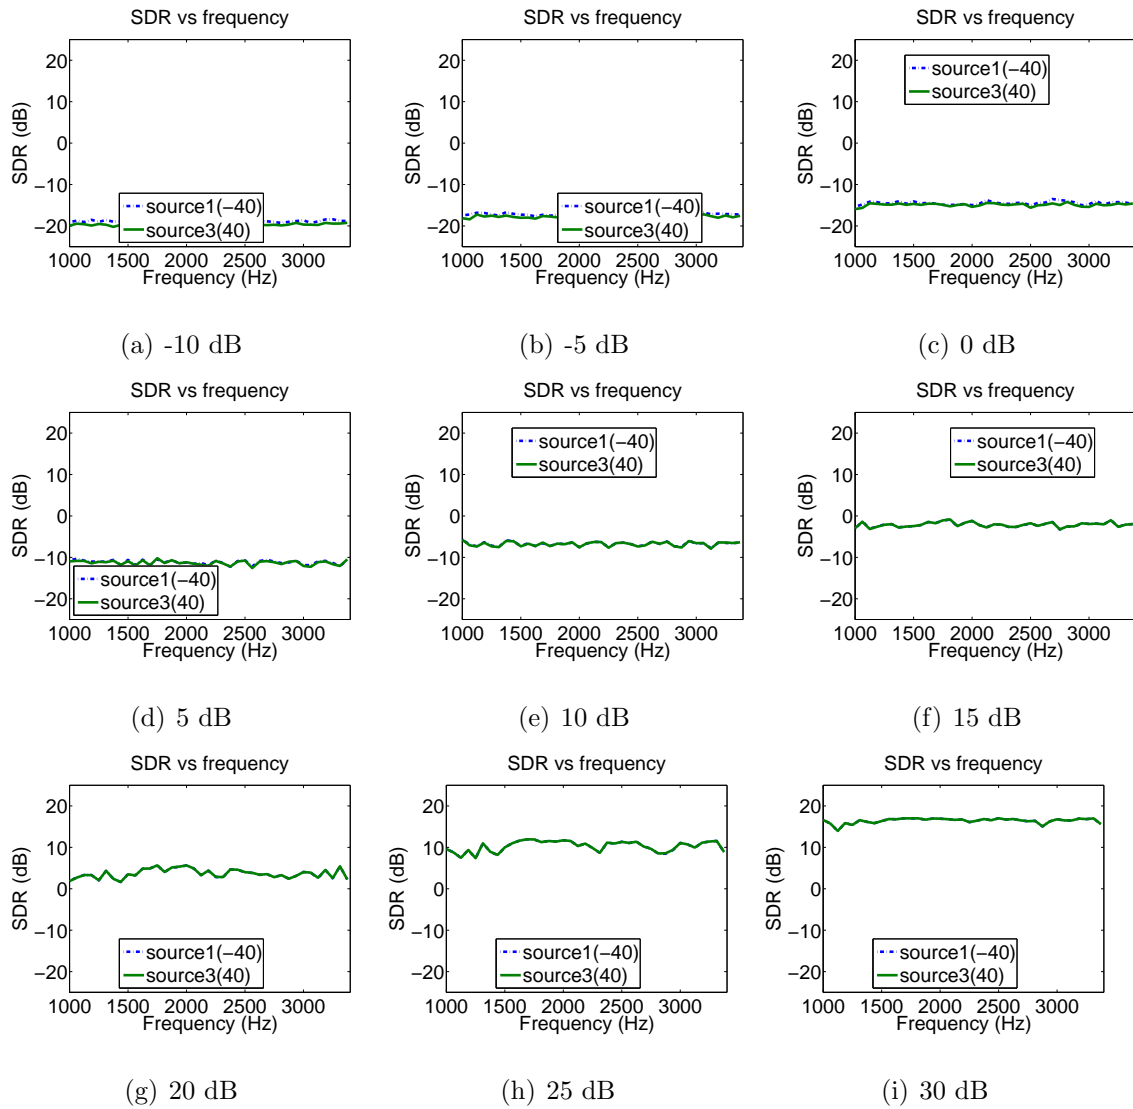 SDR vs frequency
SDR (dB)
20
10
0
−10
−20
1000 1500 2000 2500 3000
Frequency (Hz)
source1(−40)
source3(40)
(a) -10 dB
SDR vs frequency
SDR (dB)
20
10
0
−10
−20
1000 1500 2000 2500 3000
Frequency (Hz)
source1(−40)
source3(40)
(b) -5 dB
SDR vs frequency
SDR (dB)
20
10
0
−10
−20
1000 1500 2000 2500 3000
Frequency (Hz)
source1(−40)
source3(40)
(c) 0 dB
SDR vs frequency
SDR (dB)
20
10
0
−10
−20
1000 1500 2000 2500 3000
Frequency (Hz)
source1(−40)
source3(40)
(d) 5 dB
SDR vs frequency
SDR (dB)
20
10
0
−10
−20
1000 1500 2000 2500 3000
Frequency (Hz)
source1(−40)
source3(40)
(e) 10 dB
SDR vs frequency
SDR (dB)
20
10
0
−10
−20
1000 1500 2000 2500 3000
Frequency (Hz)
source1(−40)
source3(40)
(f) 15 dB
SDR vs frequency
SDR (dB)
20
10
0
−10
−20
1000 1500 2000 2500 3000
Frequency (Hz)
source1(−40)
source3(40)
(g) 20 dB
SDR vs frequency
SDR (dB)
20
10
0
−10
−20
1000 1500 2000 2500 3000
Frequency (Hz)
source1(−40)
source3(40)
(h) 25 dB
SDR vs frequency
SDR (dB)
20
10
0
−10
−20
1000 1500 2000 2500 3000
Frequency (Hz)
source1(−40)
source3(40)
(i) 30 dB